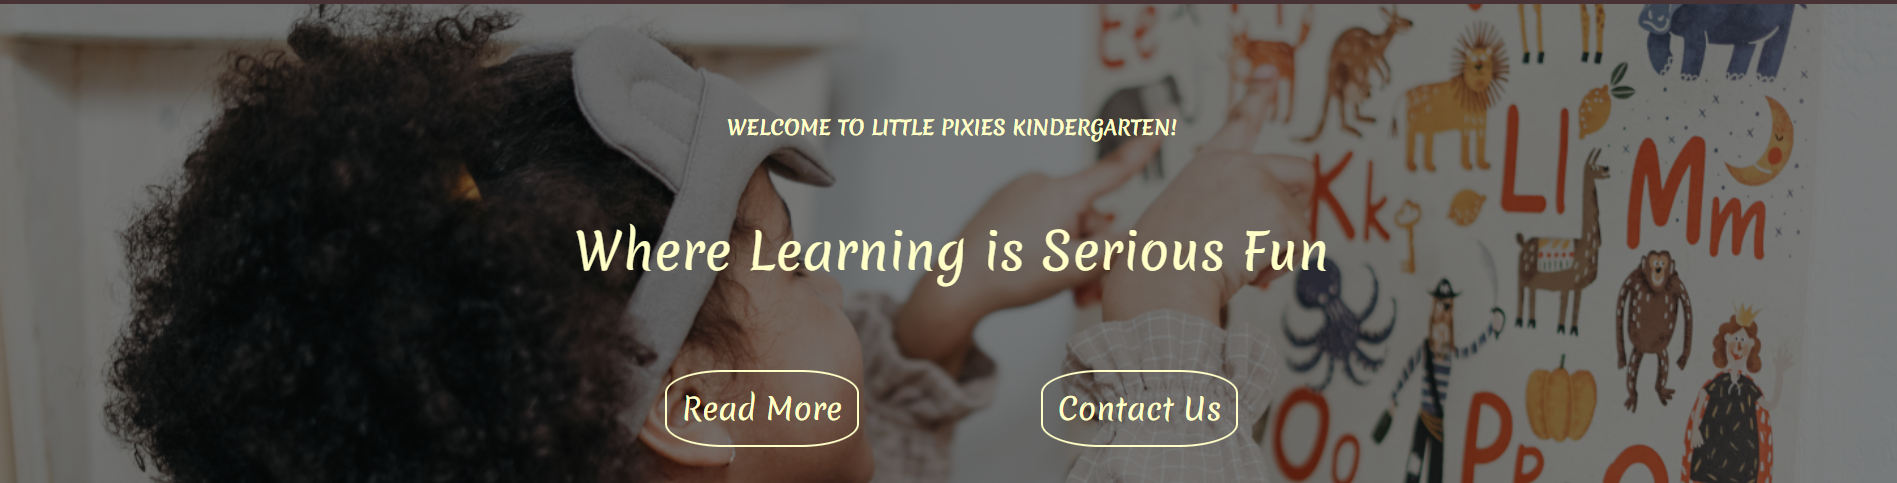 Ee
WELCOME TO LITTLE PIXIES KINDERGARTEN!
Kk Ll Mm
Where Learning is Serious Fun
Read More Contact Us
Oo Pp